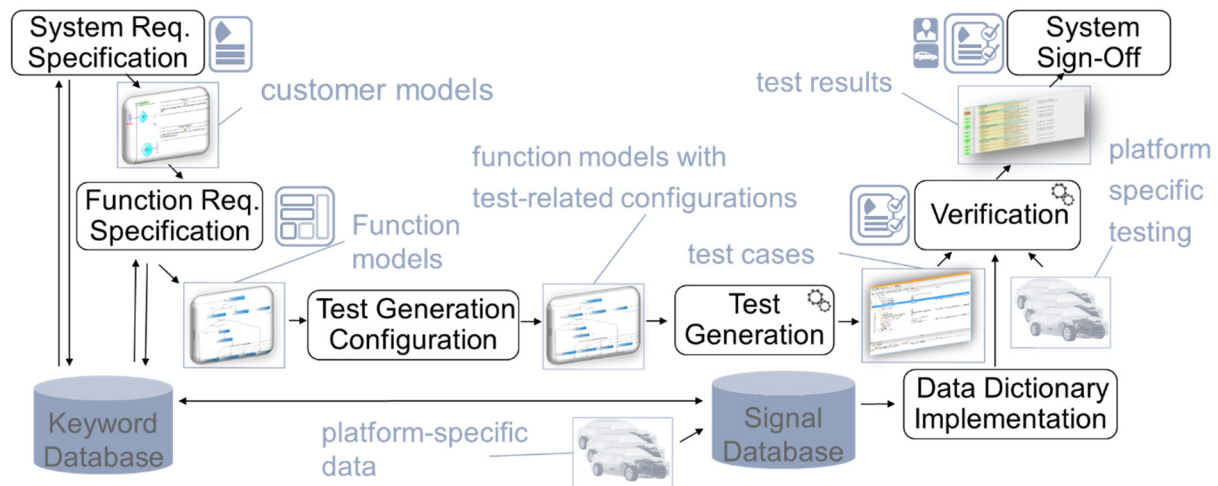 System Req.
Specification
customer models
Function Req.
Specification
Function
models
function models with
test-related configurations
Test Generation
Configuration
test cases
Test
Generation
test results
System
Sign-Off
Verification
platform
specific
testing
Keyword
Database
platform-specific
data
Signal
Database
Data Dictionary
Implementation